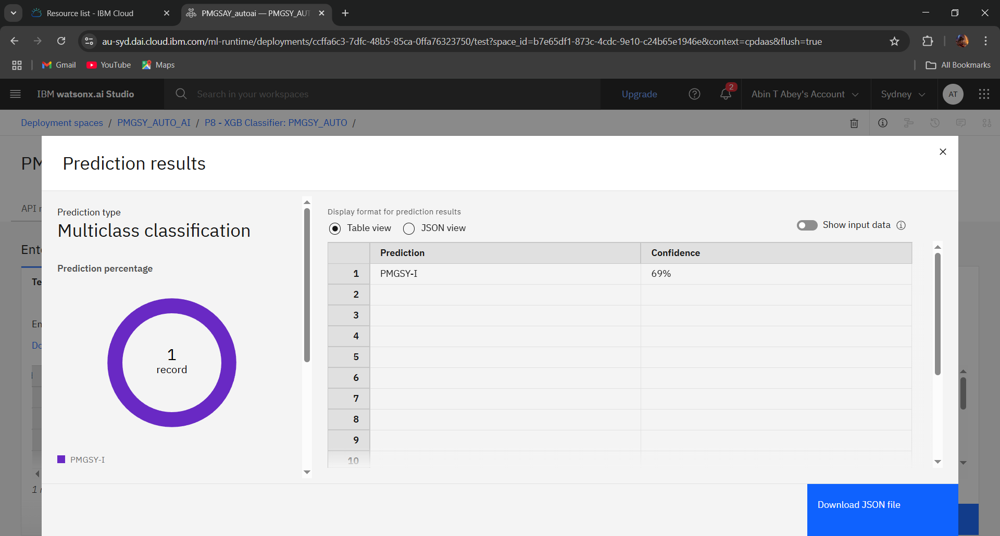 Resource list - IBM Cloud
PMGSAY_autoai — PMGSY_AUT
au-syd.dai.cloud.ibm.com/ml-runtime/deployments/ccffa6c3-7dfc-48b5-85ca-0ffa76323750/test?space_id=b7e65df1-873c-4cdc-9e10-c24b65e1946e&context=cpdaas&flush=true
Gmail
YouTube
Maps
All Bookmarks
IBM watsonx.ai Studio
Search in your workspaces
Upgrade
2
Abin T Abey's Account
Sydney
AT
Deployment spaces / PMGSY_AUTO_AI / P8 - XGB Classifier: PMGSY_AUTO /
PM
API r
Ente
Te
En
Do
1 r
Prediction results
Prediction type
Multiclass classification
Prediction percentage
1
record
PMGSY-I
Display format for prediction results
Table view
JSON view
Show input data
Prediction Confidence
1 PMGSY-I 69%
2
3
4
5
6
7
8
9
10
Download JSON file